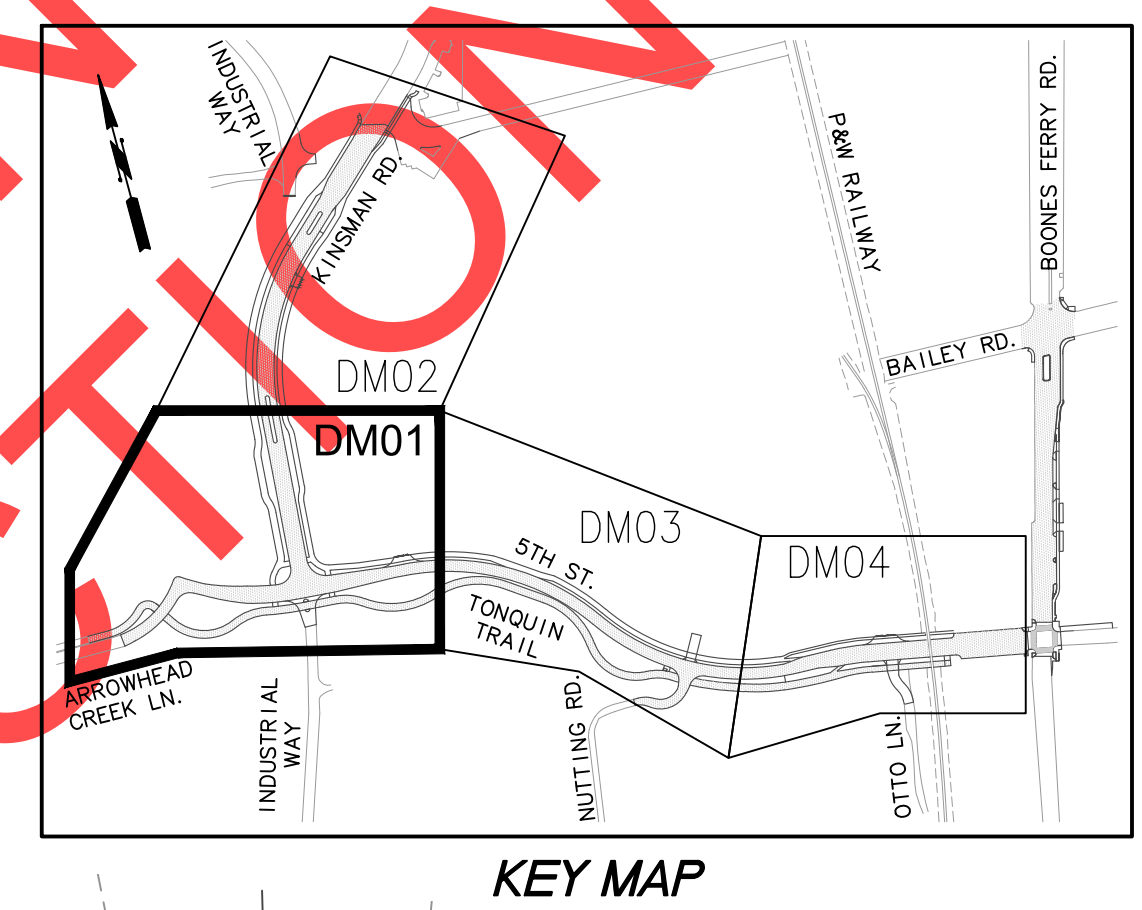 INDUSTRIAL
WAY
KINSMAN RD.
P&W RAILWAY
BOONES FERRY RD.
BAILEY RD.
DM02
DM01
DM03
DM04
5TH ST.
TONQUIN
TRAIL
ARROWHEAD
CREEK LN.
INDUSTRIAL
WAY
NUTTING RD.
OTTO LN.
KEY MAP